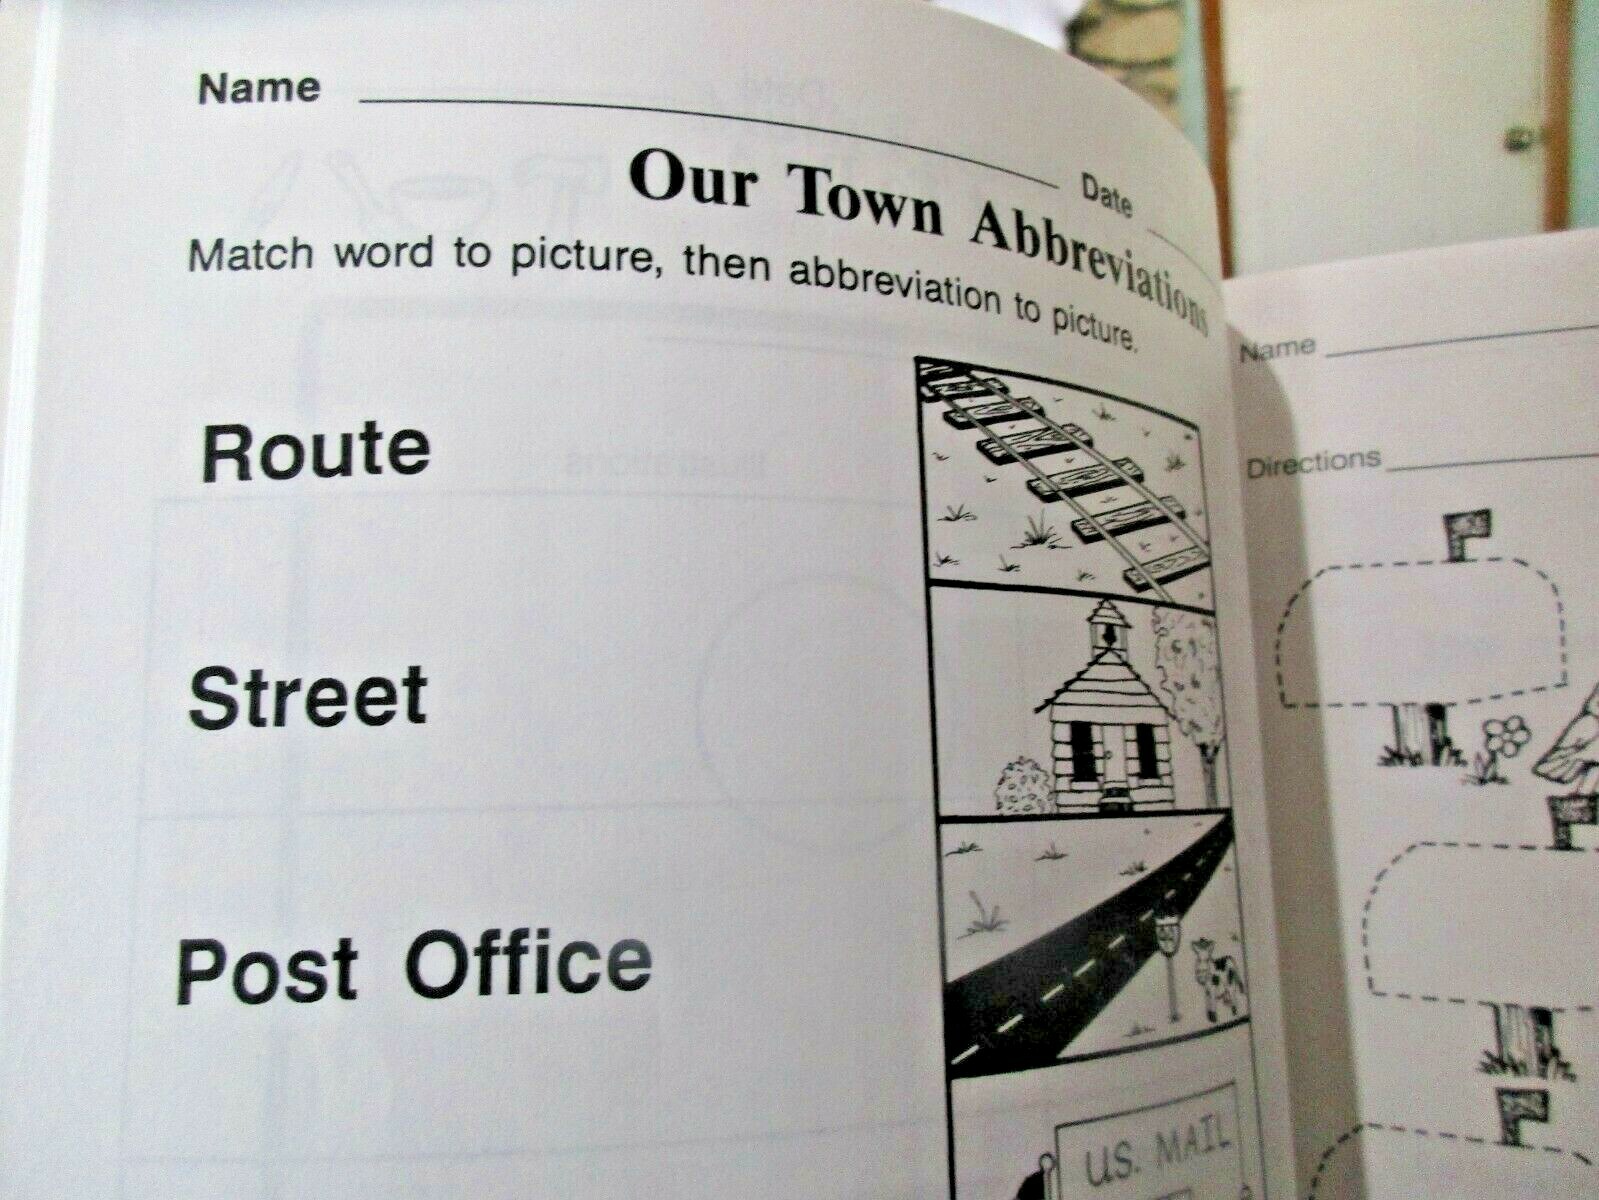 Name
Date
Our Town Abbreviations
Match word to picture, then abbreviation to picture.
Route
Street
Post Office
U.S. MAIL
Name
Directions